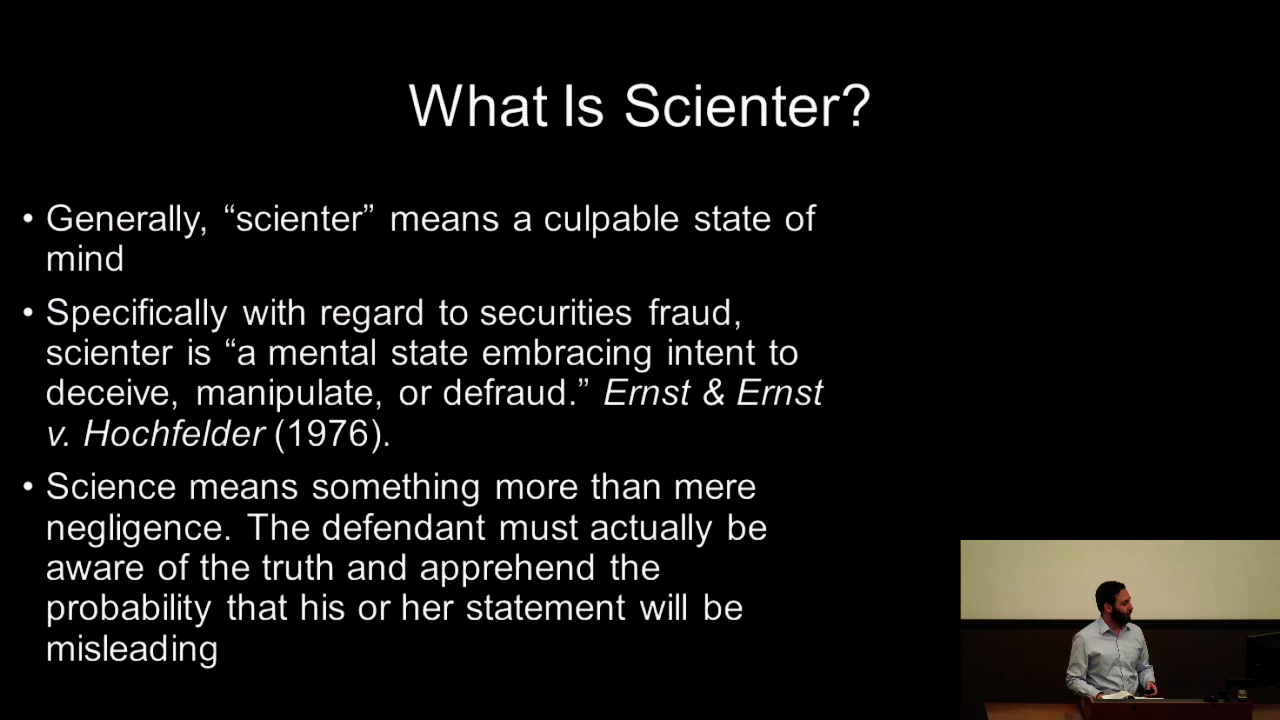 What Is Scienter?
• Generally, “scienter” means a culpable state of
mind
• Specifically with regard to securities fraud,
scienter is “a mental state embracing intent to
deceive, manipulate, or defraud.” Ernst & Ernst
v. Hochfelder (1976).
• Science means something more than mere
negligence. The defendant must actually be
aware of the truth and apprehend the
probability that his or her statement will be
misleading